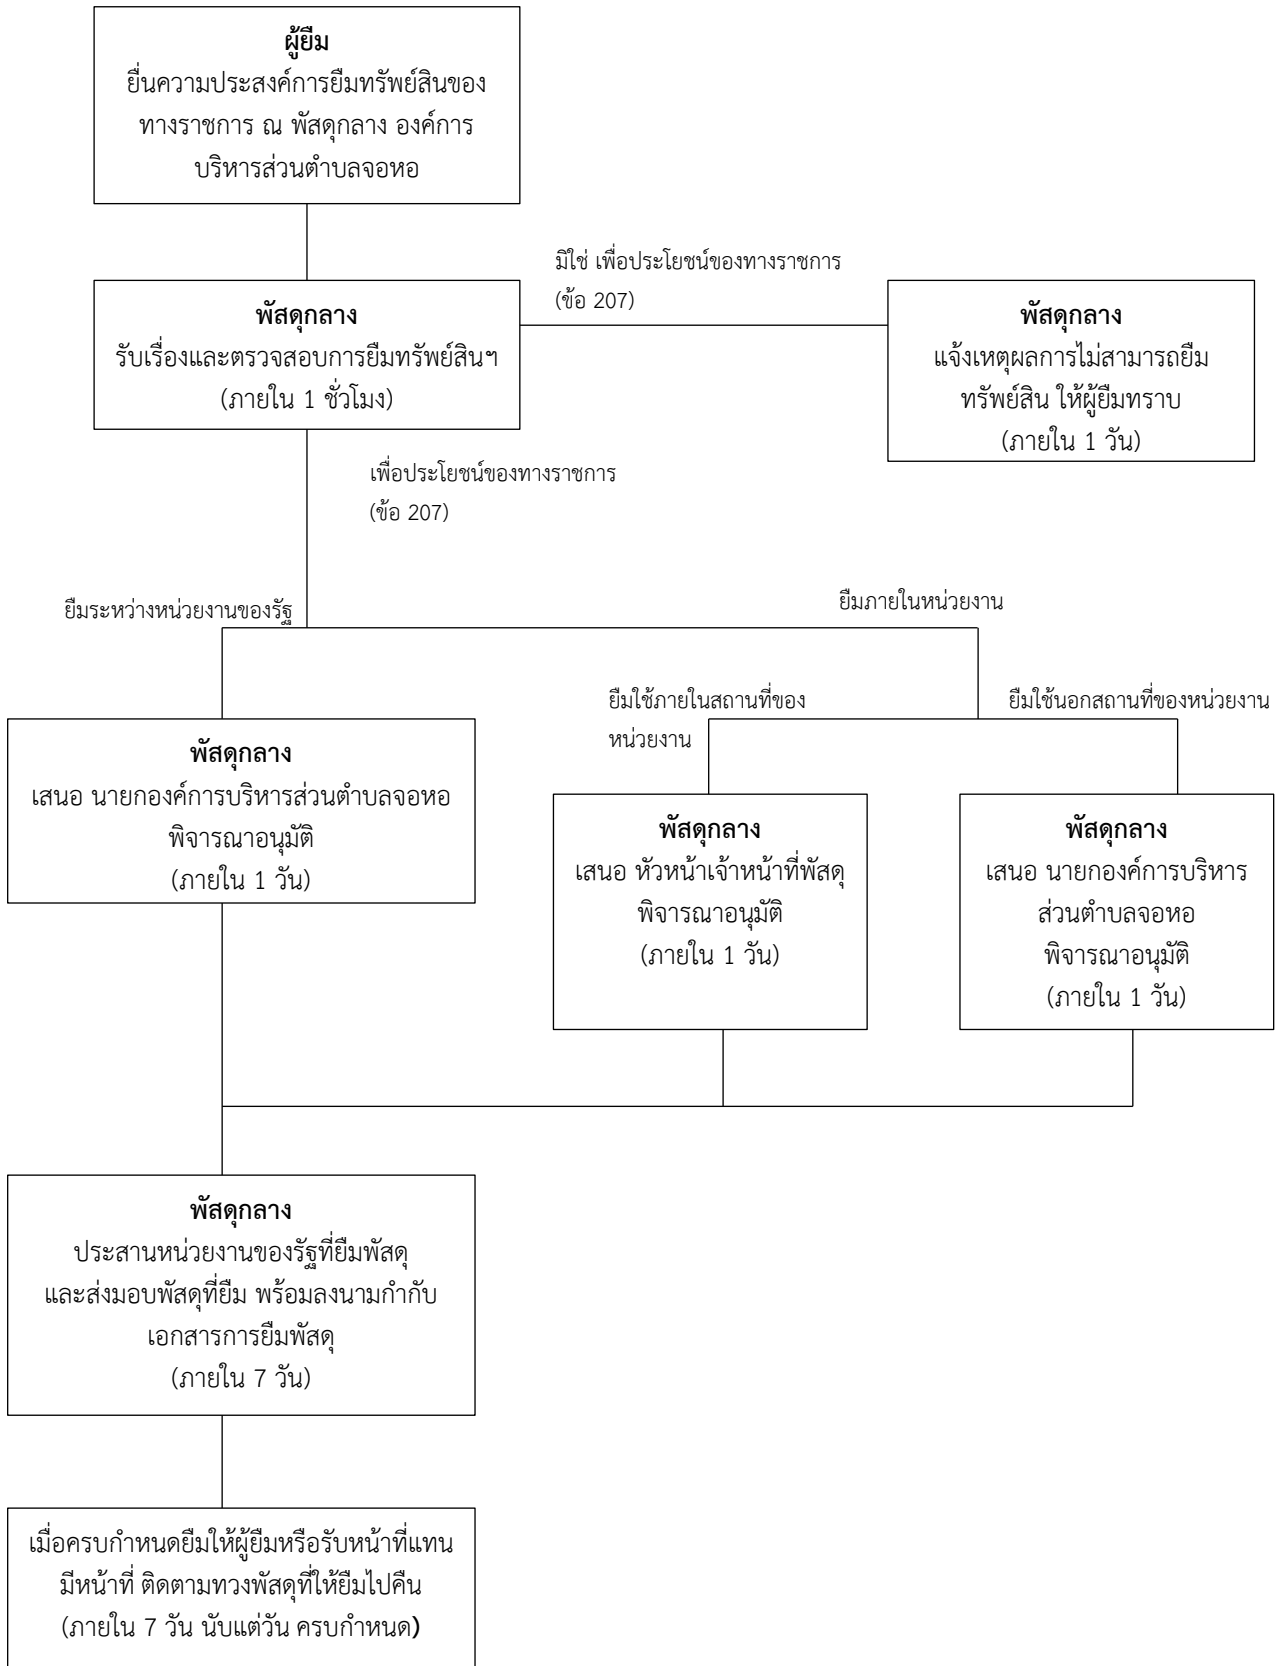 ผู้ยืม
ยื่นความประสงค์การยืมทรัพย์สินของ
ทางราชการ ณ พัสดุกลาง องค์การ
บริหารส่วนตำบลจอหอ
มิใช่ เพื่อประโยชน์ของทางราชการ
(ข้อ 207)
พัสดุกลาง
รับเรื่องและตรวจสอบการยืมทรัพย์สินฯ
(ภายใน 1 ชั่วโมง)
พัสดุกลาง
แจ้งเหตุผลการไม่สามารถยืม
ทรัพย์สิน ให้ผู้ยืมทราบ
(ภายใน 1 วัน)
เพื่อประโยชน์ของทางราชการ
(ข้อ 207)
ยืมระหว่างหน่วยงานของรัฐ
ยืมภายในหน่วยงาน
ยืมใช้ภายในสถานที่ของ
หน่วยงาน
ยืมใช้นอกสถานที่ของหน่วยงาน
พัสดุกลาง
เสนอ นายกองค์การบริหารส่วนตำบลจอหอ
พิจารณาอนุมัติ
(ภายใน 1 วัน)
พัสดุกลาง
เสนอ หัวหน้าเจ้าหน้าที่พัสดุ
พิจารณาอนุมัติ
(ภายใน 1 วัน)
พัสดุกลาง
เสนอ นายกองค์การบริหาร
ส่วนตำบลจอหอ
พิจารณาอนุมัติ
(ภายใน 1 วัน)
พัสดุกลาง
ประสานหน่วยงานของรัฐที่ยืมพัสดุ
และส่งมอบพัสดุที่ยืม พร้อมลงนามกำกับ
เอกสารการยืมพัสดุ
(ภายใน 7 วัน)
เมื่อครบกำหนดยืมให้ผู้ยืมหรือรับหน้าที่แทน
มีหน้าที่ ติดตามทวงพัสดุที่ให้ยืมไปคืน
(ภายใน 7 วัน นับแต่วัน ครบกำหนด)